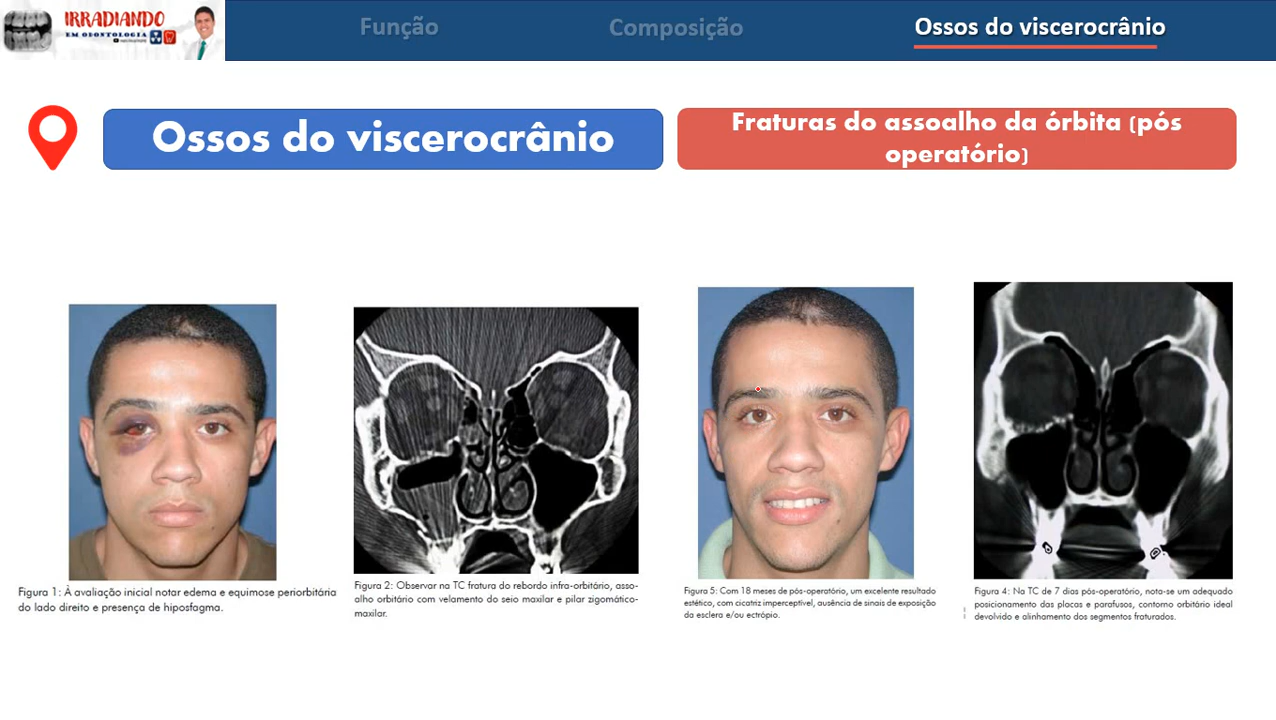 IRRADIANDO
EM ODONTOLOGIA
Função
Composição
Ossos do viscerocrânio
Ossos do viscerocrânio
Fraturas do assoalho da órbita (pós
operatório)
Figura 1: À avaliação inicial notar edema e equimose periorbitária
do lado direito e presença de hiposfagma.
Figura 2: Observar na TC fratura do rebordo infra-orbitário, asso-
alho orbitário com velamento do seio maxilar e pilar zigomático-
maxilar.
Figura 5: Com 18 meses de pós-operatório, um excelente resultado
estético, com cicatriz imperceptível, ausência de sinais de exposição
da esclera e/ou ectrópio.
Figura 4: Na TC de 7 dias pós-operatório, nota-se um adequado
posicionamento das placas e parafusos, contorno orbitário ideal
devolvido e alinhamento dos segmentos fraturados.